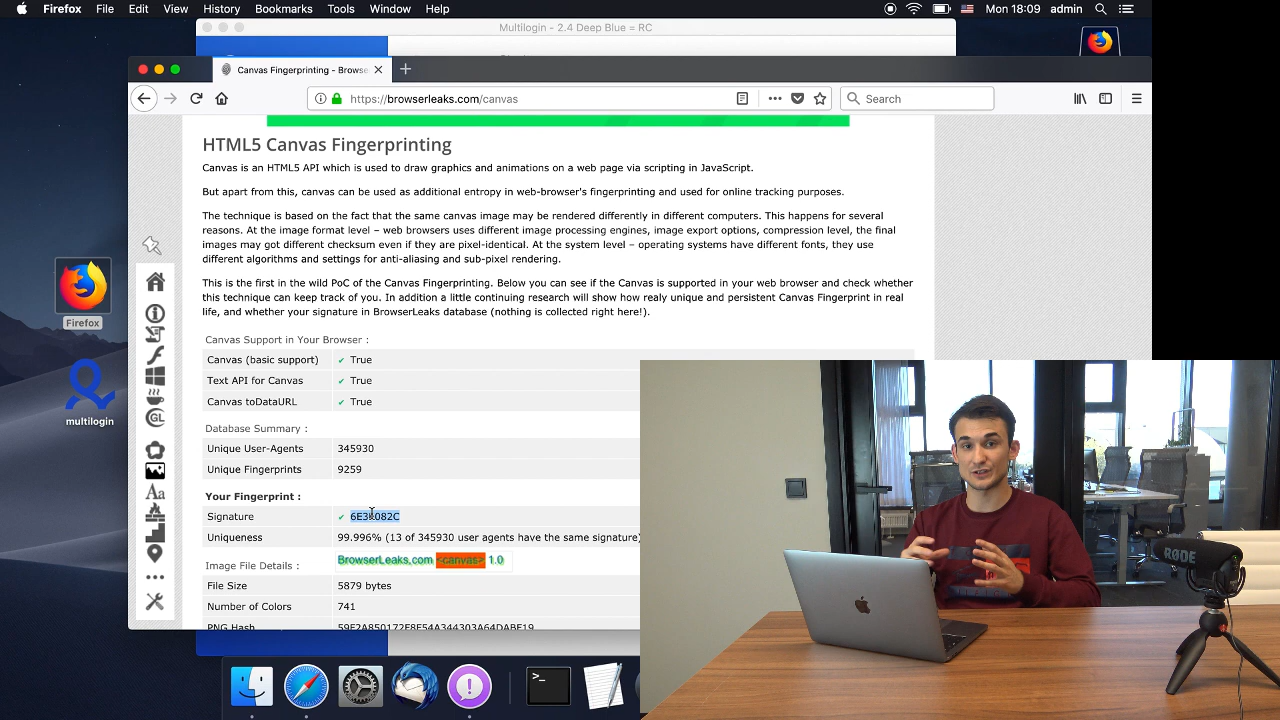 Firefox File Edit View History Bookmarks Tools Window Help Mon 18:09 admin
Multilogin - 2.4 Deep Blue = RC
Canvas Fingerprinting - Browse
https://browserleaks.com/canvas Search
HTML5 Canvas Fingerprinting
Canvas is an HTML5 API which is used to draw graphics and animations on a web page via scripting in JavaScript.
But apart from this, canvas can be used as additional entropy in web-browser's fingerprinting and used for online tracking purposes.
The technique is based on the fact that the same canvas image may be rendered differently in different computers. This happens for several
reasons. At the image format level – web browsers uses different image processing engines, image export options, compression level, the final
images may got different checksum even if they are pixel-identical. At the system level – operating systems have different fonts, they use
different algorithms and settings for anti-aliasing and sub-pixel rendering.
This is the first in the wild PoC of the Canvas Fingerprinting. Below you can see if the Canvas is supported in your web browser and check whether
this technique can keep track of you. In addition a little continuing research will show how realy unique and persistent Canvas Fingerprint in real
life, and whether your signature in BrowserLeaks database (nothing is collected right here!).
Canvas Support in Your Browser :
Canvas (basic support) ✔ True
Text API for Canvas ✔ True
Canvas toDataURL ✔ True
Database Summary :
Unique User-Agents 345930
Unique Fingerprints 9259
Your Fingerprint :
Signature ✔
Uniqueness 99.996% (13 of 345930 user agents have the same signature)
BrowserLeaks.com <canvas> 1.0
Image File Details :
File Size 5879 bytes
Number of Colors 741
PNG Hash
Firefox
multilogin
Aa
GL
RØDE